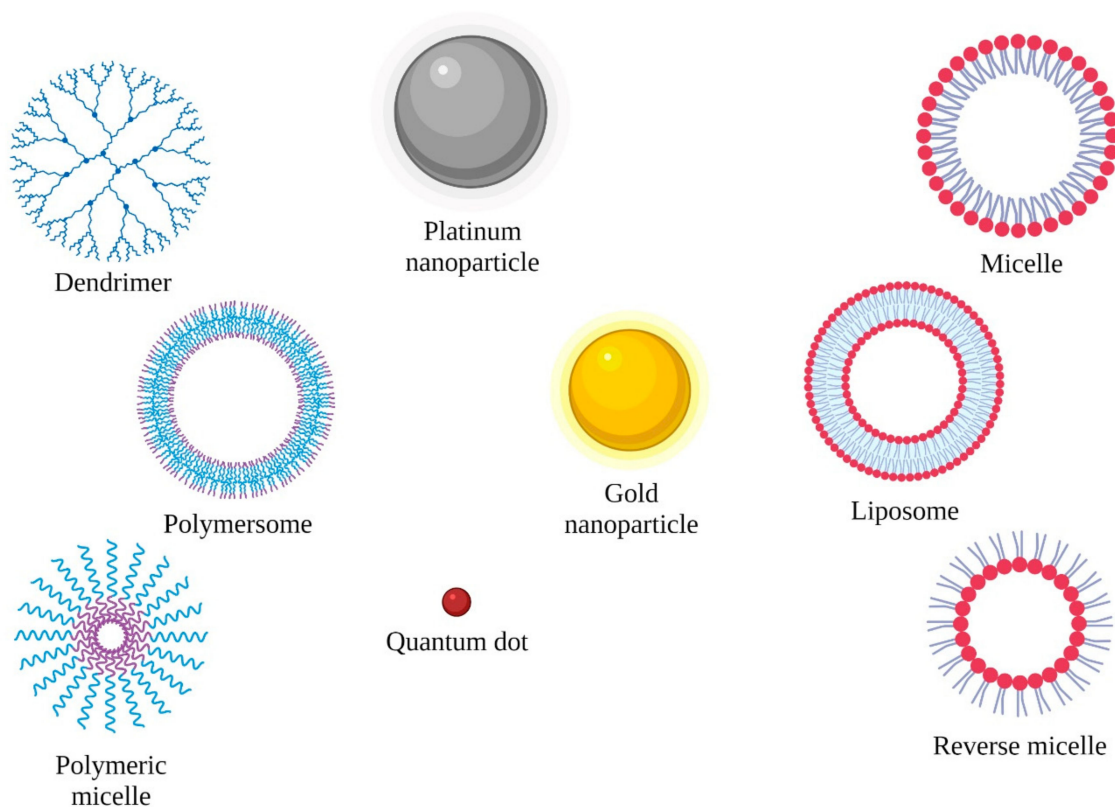 Dendrimer
Platinum
nanoparticle
Micelle
Polymersome
Gold
nanoparticle
Liposome
Polymeric
micelle
Quantum dot
Reverse micelle